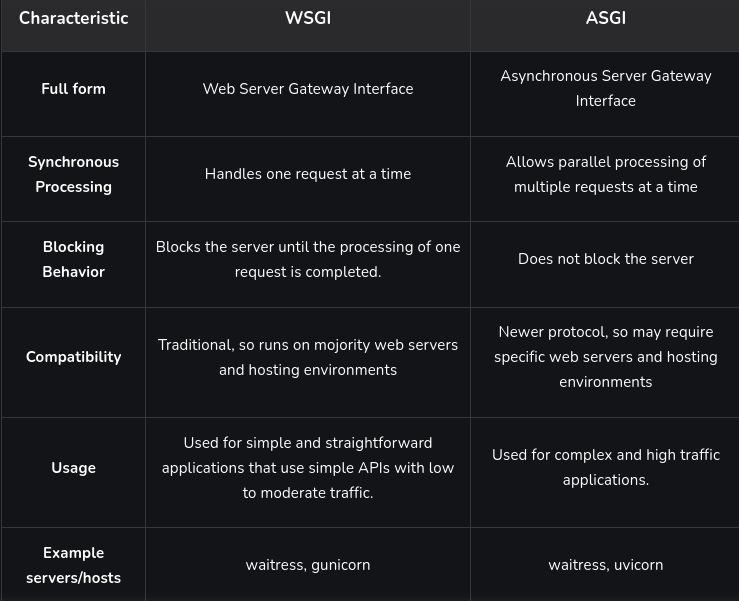 Characteristic WSGI ASGI
Full form
Web Server Gateway Interface
Asynchronous Server Gateway
Interface
Synchronous
Processing
Handles one request at a time
Allows parallel processing of
multiple requests at a time
Blocking
Behavior
Blocks the server until the processing of one
request is completed.
Does not block the server
Compatibility
Traditional, so runs on mojority web servers
and hosting environments
Newer protocol, so may require
specific web servers and hosting
environments
Usage
Used for simple and straightforward
applications that use simple APIs with low
to moderate traffic.
Used for complex and high traffic
applications.
Example
servers/hosts
waitress, gunicorn
waitress, uvicorn